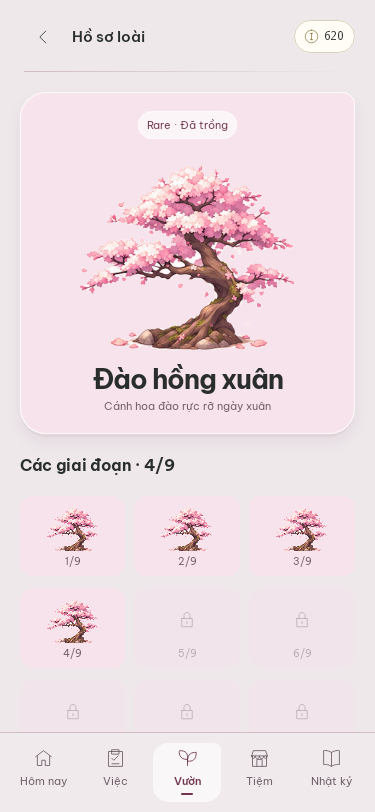 Hồ sơ loài
620
Rare · Đã trồng
Đào hồng xuân
Cánh hoa đào rực rỡ ngày xuân
Các giai đoạn · 4/9
1/9
2/9
3/9
4/9
5/9
6/9
Hôm nay
Việc
Vườn
Tiệm
Nhật ký